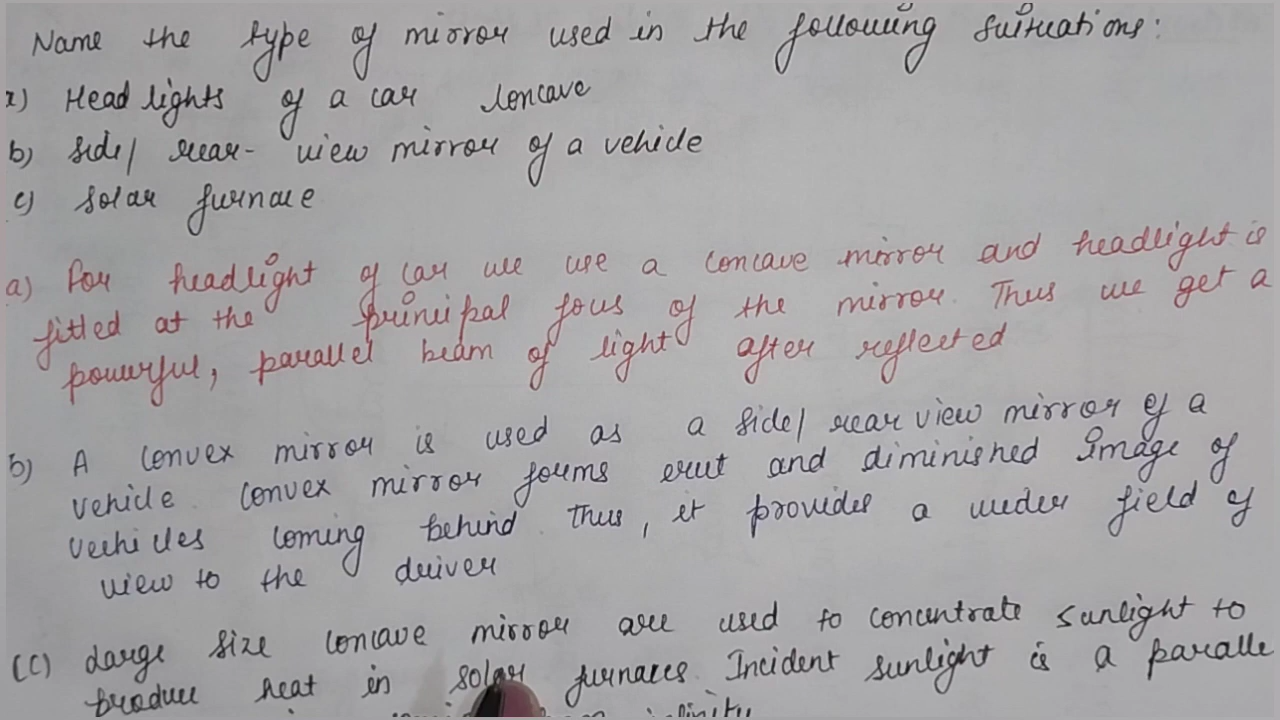 Name the type of mirror used in the following suituations:
a) Head lights of a car concave
b) side/ rear- view mirror of a vehicle
c) solar furnace
a) For headlight of car we use a concave mirror and headlight is
fitted at the principal focus of the mirror. Thus we get a
powerful, parallel beam of light after reflected
b) A convex mirror is used as a side/ rear view mirror of a
vehicle. convex mirror forms erect and diminished image of
vechicles coming behind. Thus, it provides a wider field of
view to the driver
(C) Large size concave mirror are used to concentrate sunlight to
produce heat in solar furnaces. Incident sunlight is a paralle
infinity